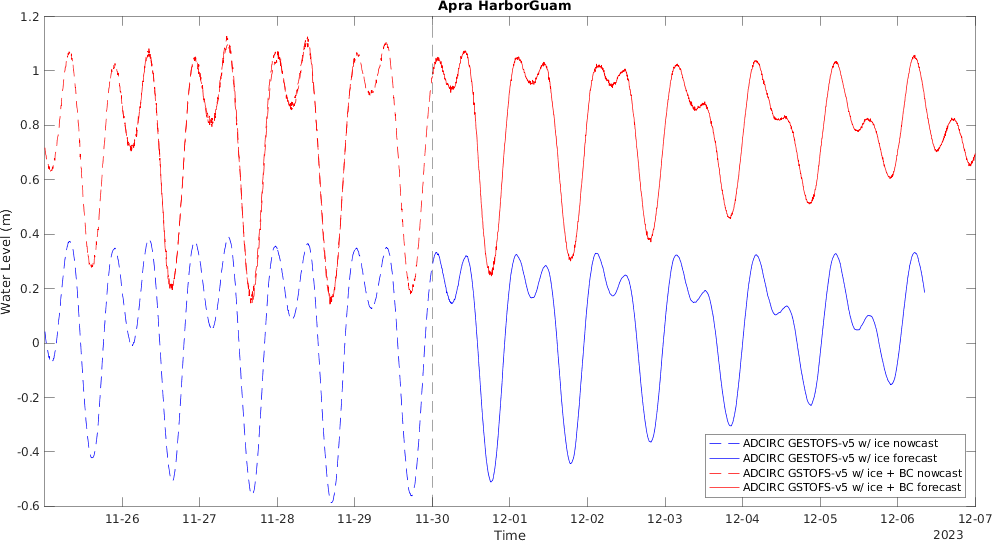 Apra HarborGuam
1.2
1
0.8
0.6
0.4
0.2
0
-0.2
-0.4
-0.6
Water Level (m)
ADCIRC GESTOFS-v5 w/ ice nowcast
ADCIRC GESTOFS-v5 w/ ice forecast
ADCIRC GSTOFS-v5 w/ ice + BC nowcast
ADCIRC GSTOFS-v5 w/ ice + BC forecast
11-26 11-27 11-28 11-29 11-30 12-01 12-02 12-03 12-04 12-05 12-06 12-07
Time
2023